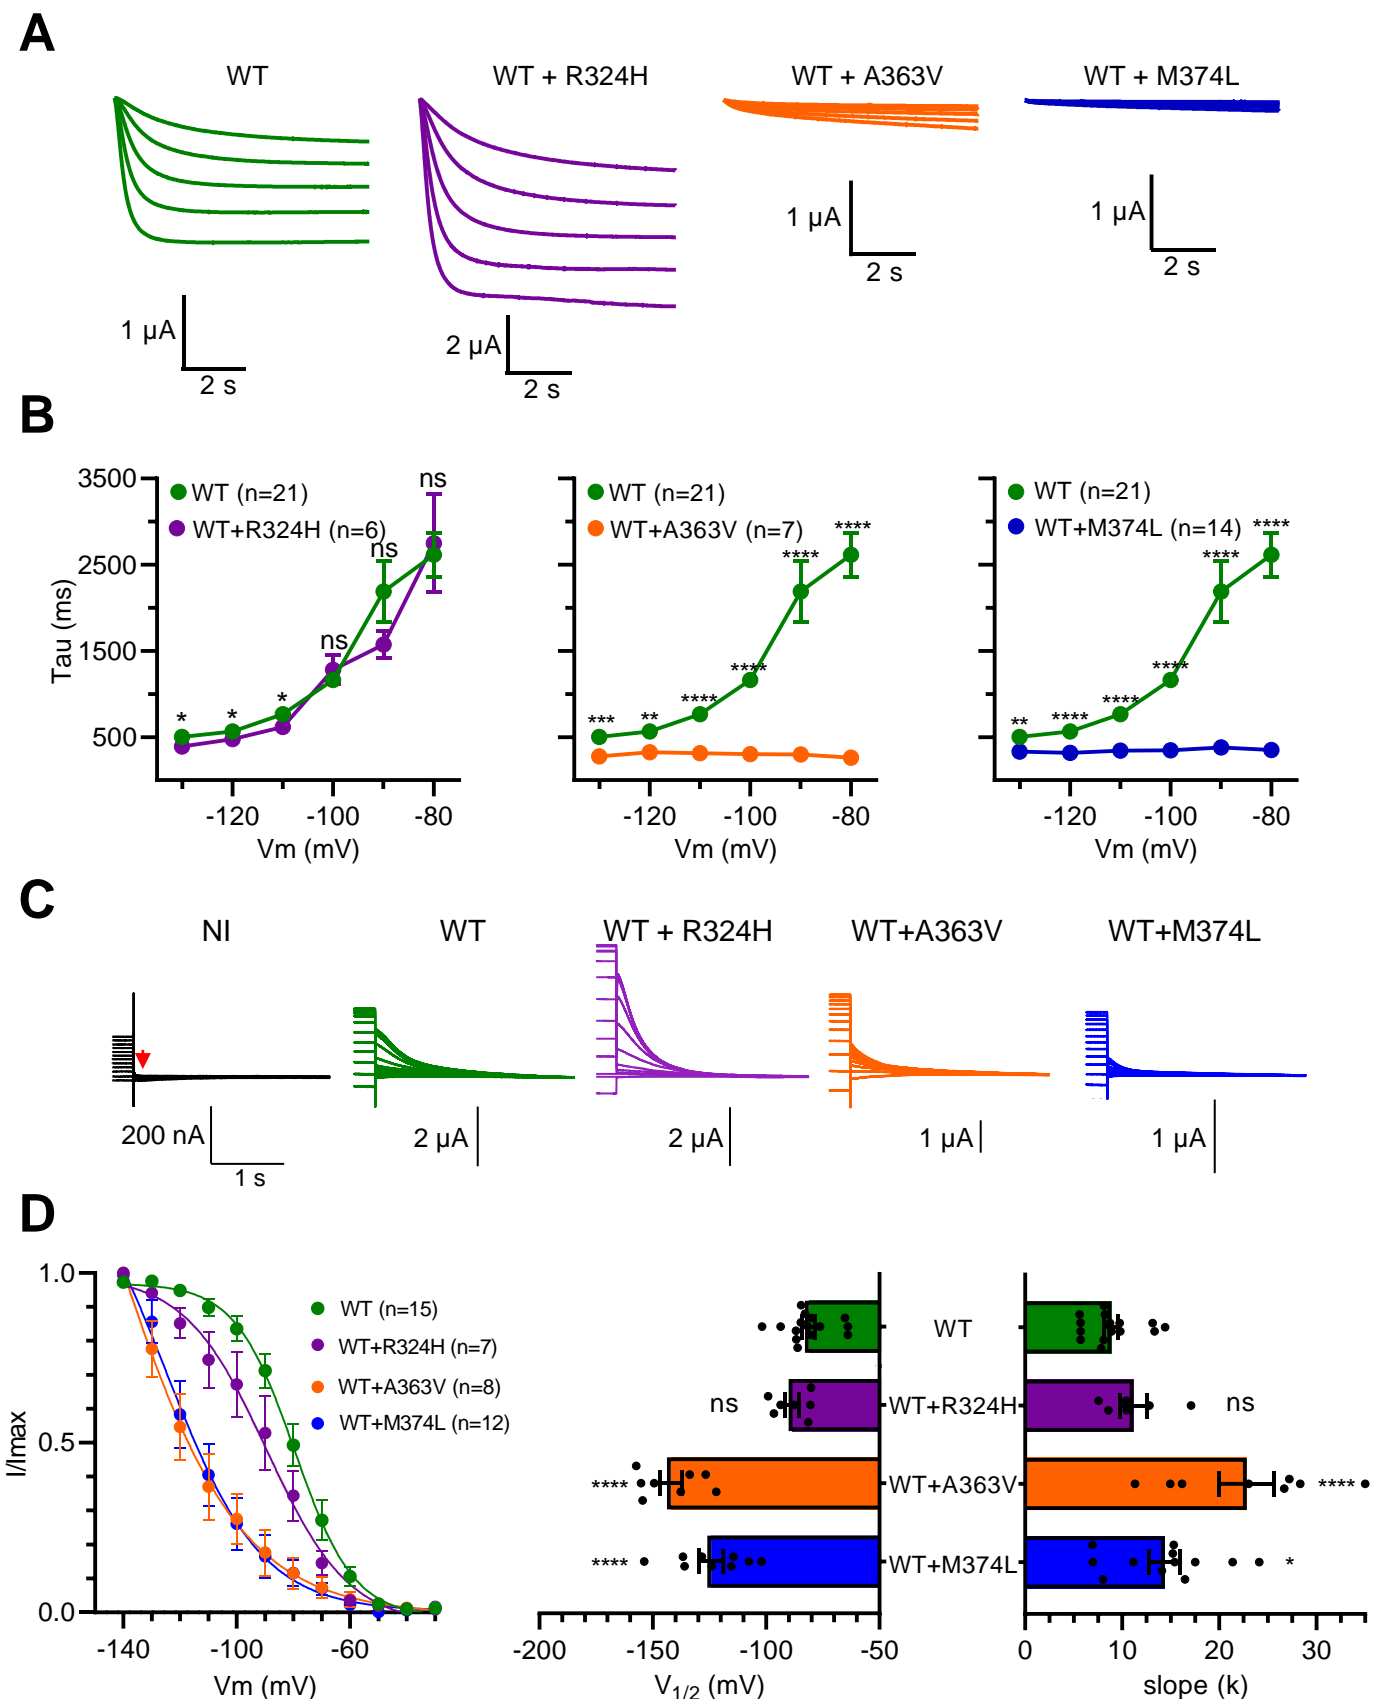 A
WT
WT + R324H
WT + A363V
WT + M374L
1 µA
2 s
2 µA
2 s
1 µA
2 s
1 µA
2 s
B
Tau (ms)
3500
2500
1500
500
WT (n=21)
WT+R324H (n=6)
* * * ns ns ns
-120 -100 -80
Vm (mV)
WT (n=21)
WT+A363V (n=7)
*** ** **** **** **** ****
-120 -100 -80
Vm (mV)
WT (n=21)
WT+M374L (n=14)
** **** **** **** **** ****
-120 -100 -80
Vm (mV)
C
NI
WT
WT + R324H
WT+A363V
WT+M374L
200 nA
1 s
2 µA
2 µA
1 µA
1 µA
D
I/Imax
1.0
0.5
0.0
WT (n=15)
WT+R324H (n=7)
WT+A363V (n=8)
WT+M374L (n=12)
-140 -100 -60
Vm (mV)
WT
ns WT+R324H ns
**** WT+A363V ****
**** WT+M374L *
-200 -150 -100 -50
V1/2 (mV)
0 10 20 30
slope (k)